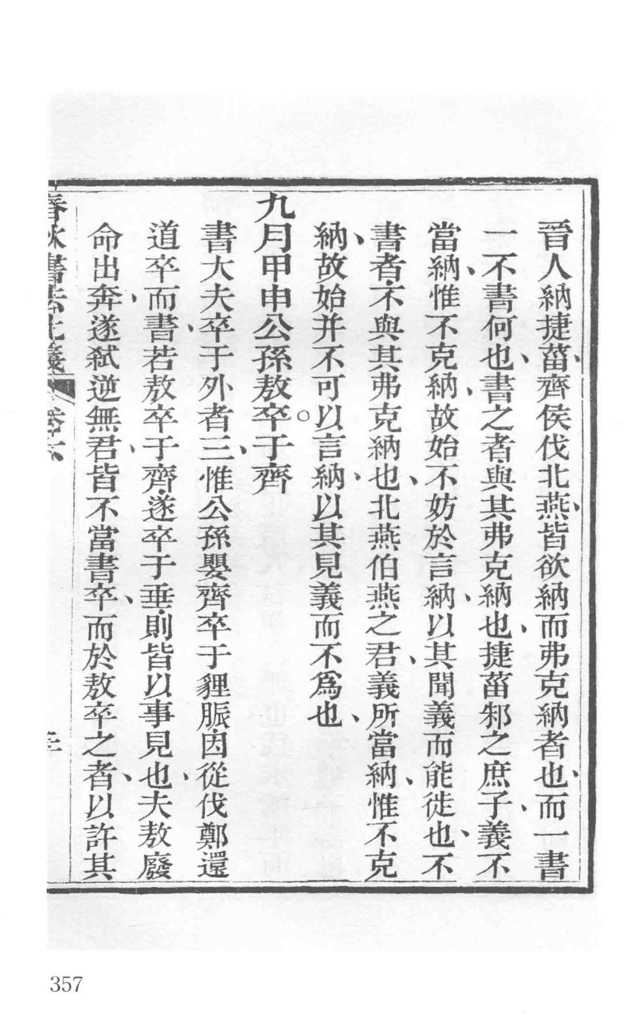 晉人納捷菑、齊侯伐北燕、皆欲納而弗克納者也、而一書
一不書、何也、書之者、與其弗克納也、捷菑邾之庶子、義不
當納、惟不克納、故始不妨於言納、以其聞義而能徙也、不
書者、不與其弗克納也、北燕伯燕之君、義所當納、惟不克
納、故始并不可以言納、以其見義而不爲也、
九月甲申公孫敖卒于齊
書大夫卒于外者三、惟公孫嬰齊卒于貍脤、因從伐鄭還
道卒而書、若敖卒于齊、遂卒于垂、則皆以事見也、夫敖廢
命出奔、遂弒逆無君、皆不當書卒、而於敖卒之者、以許其
春秋書法比義 卷六
357